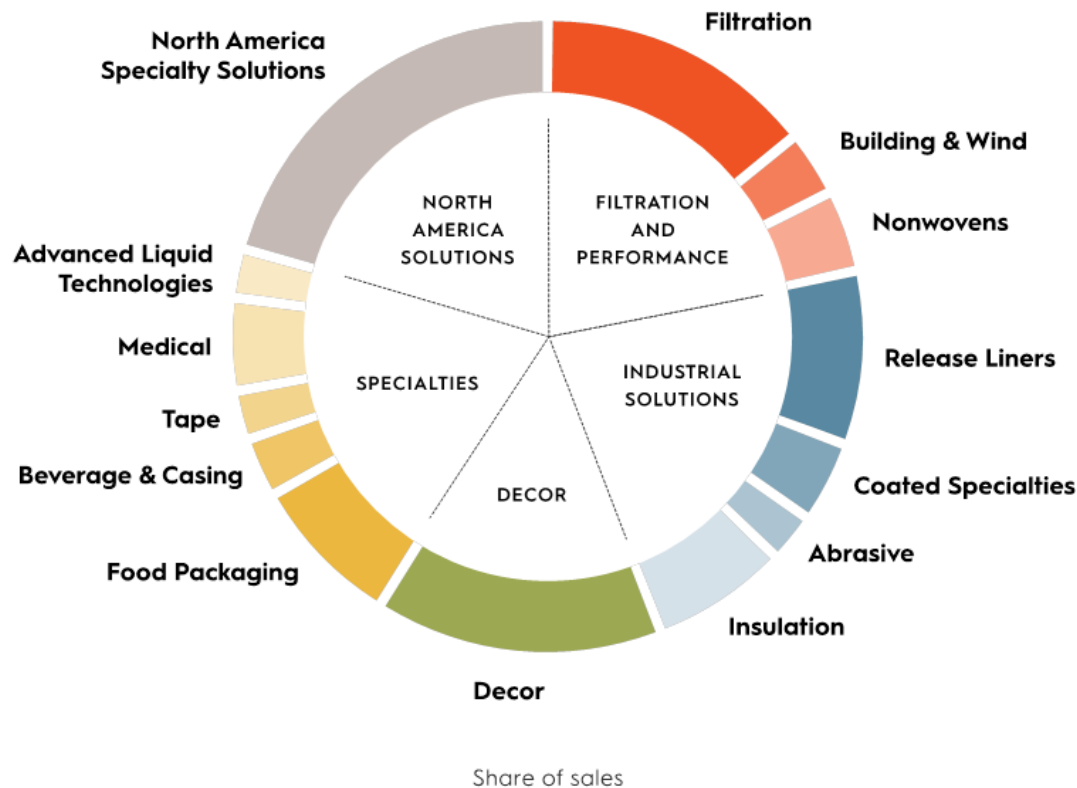 Filtration
North America
Specialty Solutions
Building & Wind
NORTH
AMERICA
SOLUTIONS
FILTRATION
AND
PERFORMANCE
Nonwovens
Advanced Liquid
Technologies
Medical
Release Liners
SPECIALTIES
INDUSTRIAL
SOLUTIONS
Tape
Beverage & Casing
Coated Specialties
DECOR
Abrasive
Food Packaging
Insulation
Decor
Share of sales